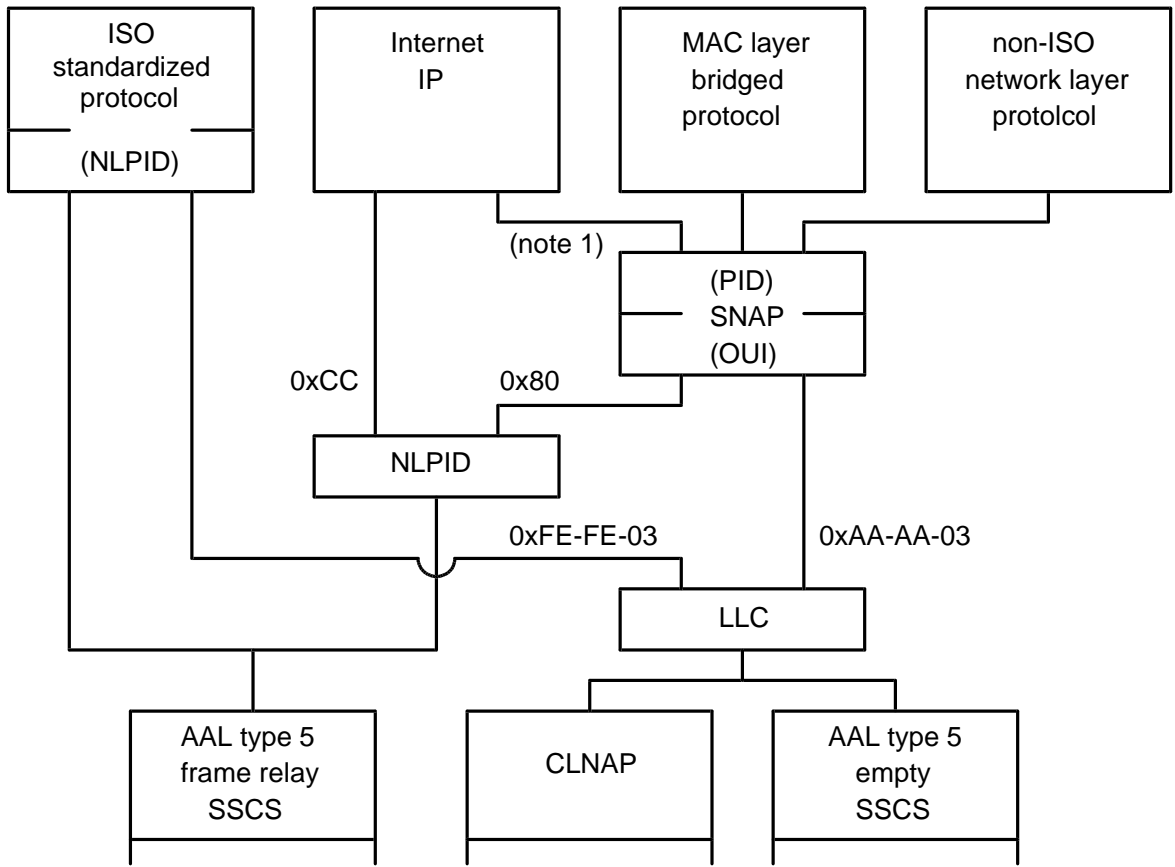 ISO
standardized
protocol
(NLPID)
Internet
IP
MAC layer
bridged
protocol
non-ISO
network layer
protolcol
(note 1)
(PID)
SNAP
(OUI)
0xCC
0x80
NLPID
0xFE-FE-03
0xAA-AA-03
LLC
AAL type 5
frame relay
SSCS
CLNAP
AAL type 5
empty
SSCS